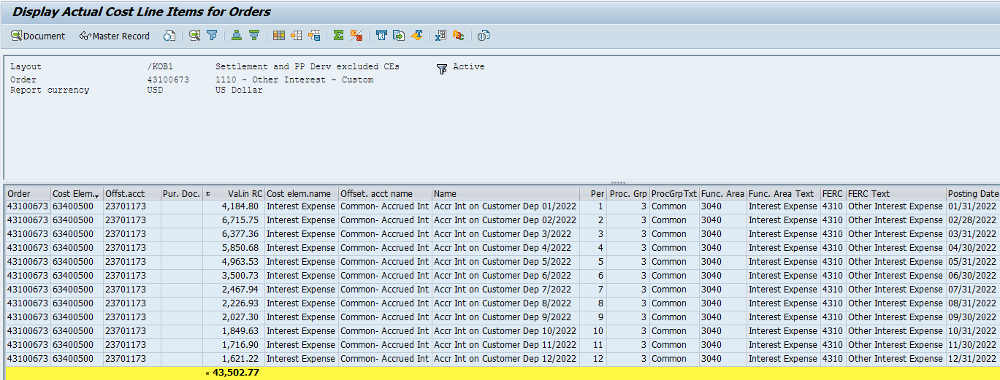 Display Actual Cost Line Items for Orders
Document Master Record
Layout /KOB1 Settlement and PP Derv excluded CEs Active
Order 43100673 1110 - Other Interest - Custom
Report currency USD US Dollar
Order Cost Elem. Offst.acct Pur. Doc. Σ Val.in RC Cost elem.name Offset. acct name Name Per Proc. Grp ProcGrpTxt Func. Area Func. Area Text FERC FERC Text Posting Date
43100673 63400500 23701173 4,184.80 Interest Expense Common- Accrued Int Accr Int on Customer Dep 01/2022 1 3 Common 3040 Interest Expense 4310 Other Interest Expense 01/31/2022
43100673 63400500 23701173 6,715.75 Interest Expense Common- Accrued Int Accr Int on Customer Dep 02/2022 2 3 Common 3040 Interest Expense 4310 Other Interest Expense 02/28/2022
43100673 63400500 23701173 6,377.36 Interest Expense Common- Accrued Int Accr Int on Customer Dep 3/2022 3 3 Common 3040 Interest Expense 4310 Other Interest Expense 03/31/2022
43100673 63400500 23701173 5,850.68 Interest Expense Common- Accrued Int Accr Int on Customer Dep 4/2022 4 3 Common 3040 Interest Expense 4310 Other Interest Expense 04/30/2022
43100673 63400500 23701173 4,963.53 Interest Expense Common- Accrued Int Accr Int on Customer Dep 5/2022 5 3 Common 3040 Interest Expense 4310 Other Interest Expense 05/31/2022
43100673 63400500 23701173 3,500.73 Interest Expense Common- Accrued Int Accr Int on Customer Dep 6/2022 6 3 Common 3040 Interest Expense 4310 Other Interest Expense 06/30/2022
43100673 63400500 23701173 2,467.94 Interest Expense Common- Accrued Int Accr Int on Customer Dep 7/2022 7 3 Common 3040 Interest Expense 4310 Other Interest Expense 07/31/2022
43100673 63400500 23701173 2,226.93 Interest Expense Common- Accrued Int Accr Int on Customer Dep 8/2022 8 3 Common 3040 Interest Expense 4310 Other Interest Expense 08/31/2022
43100673 63400500 23701173 2,027.30 Interest Expense Common- Accrued Int Accr Int on Customer Dep 9/2022 9 3 Common 3040 Interest Expense 4310 Other Interest Expense 09/30/2022
43100673 63400500 23701173 1,849.63 Interest Expense Common- Accrued Int Accr Int on Customer Dep 10/2022 10 3 Common 3040 Interest Expense 4310 Other Interest Expense 10/31/2022
43100673 63400500 23701173 1,716.90 Interest Expense Common- Accrued Int Accr Int on Customer Dep 11/2022 11 3 Common 3040 Interest Expense 4310 Other Interest Expense 11/30/2022
43100673 63400500 23701173 1,621.22 Interest Expense Common- Accrued Int Accr Int on Customer Dep 12/2022 12 3 Common 3040 Interest Expense 4310 Other Interest Expense 12/31/2022
43,502.77